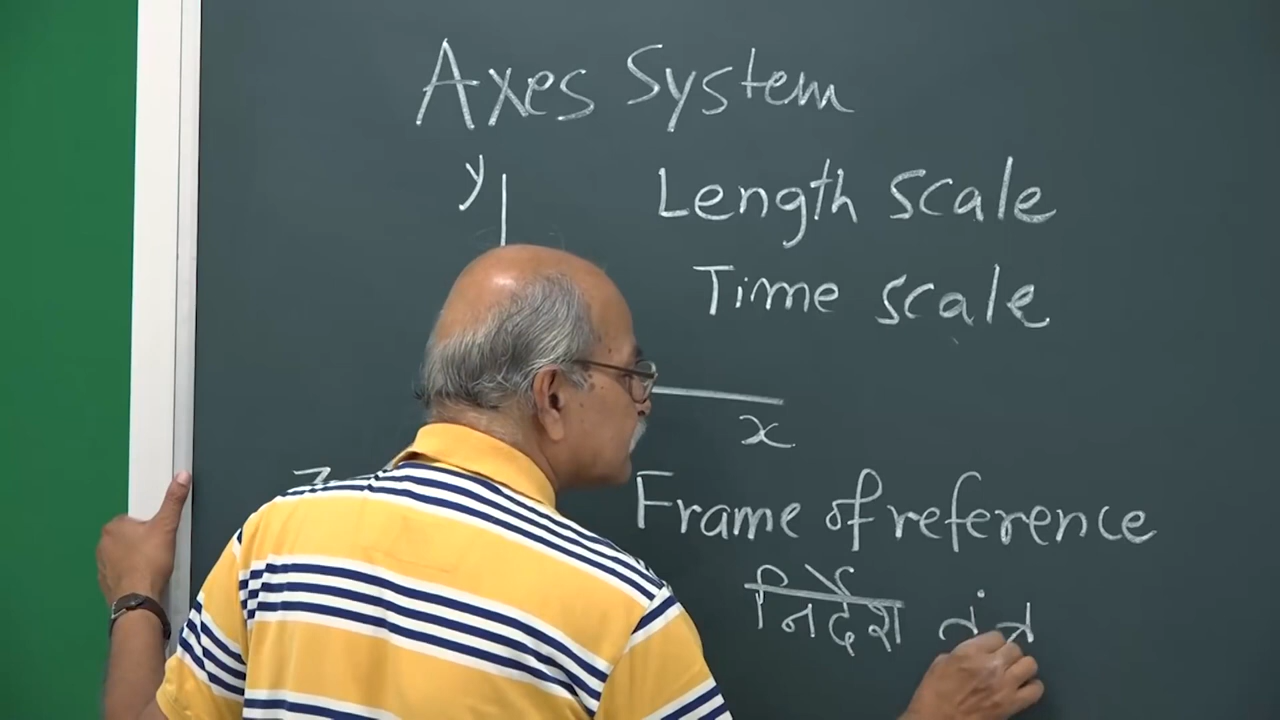 Axes System
y
Length scale
Time scale
x
z
Frame of reference
निर्देश तंत्र